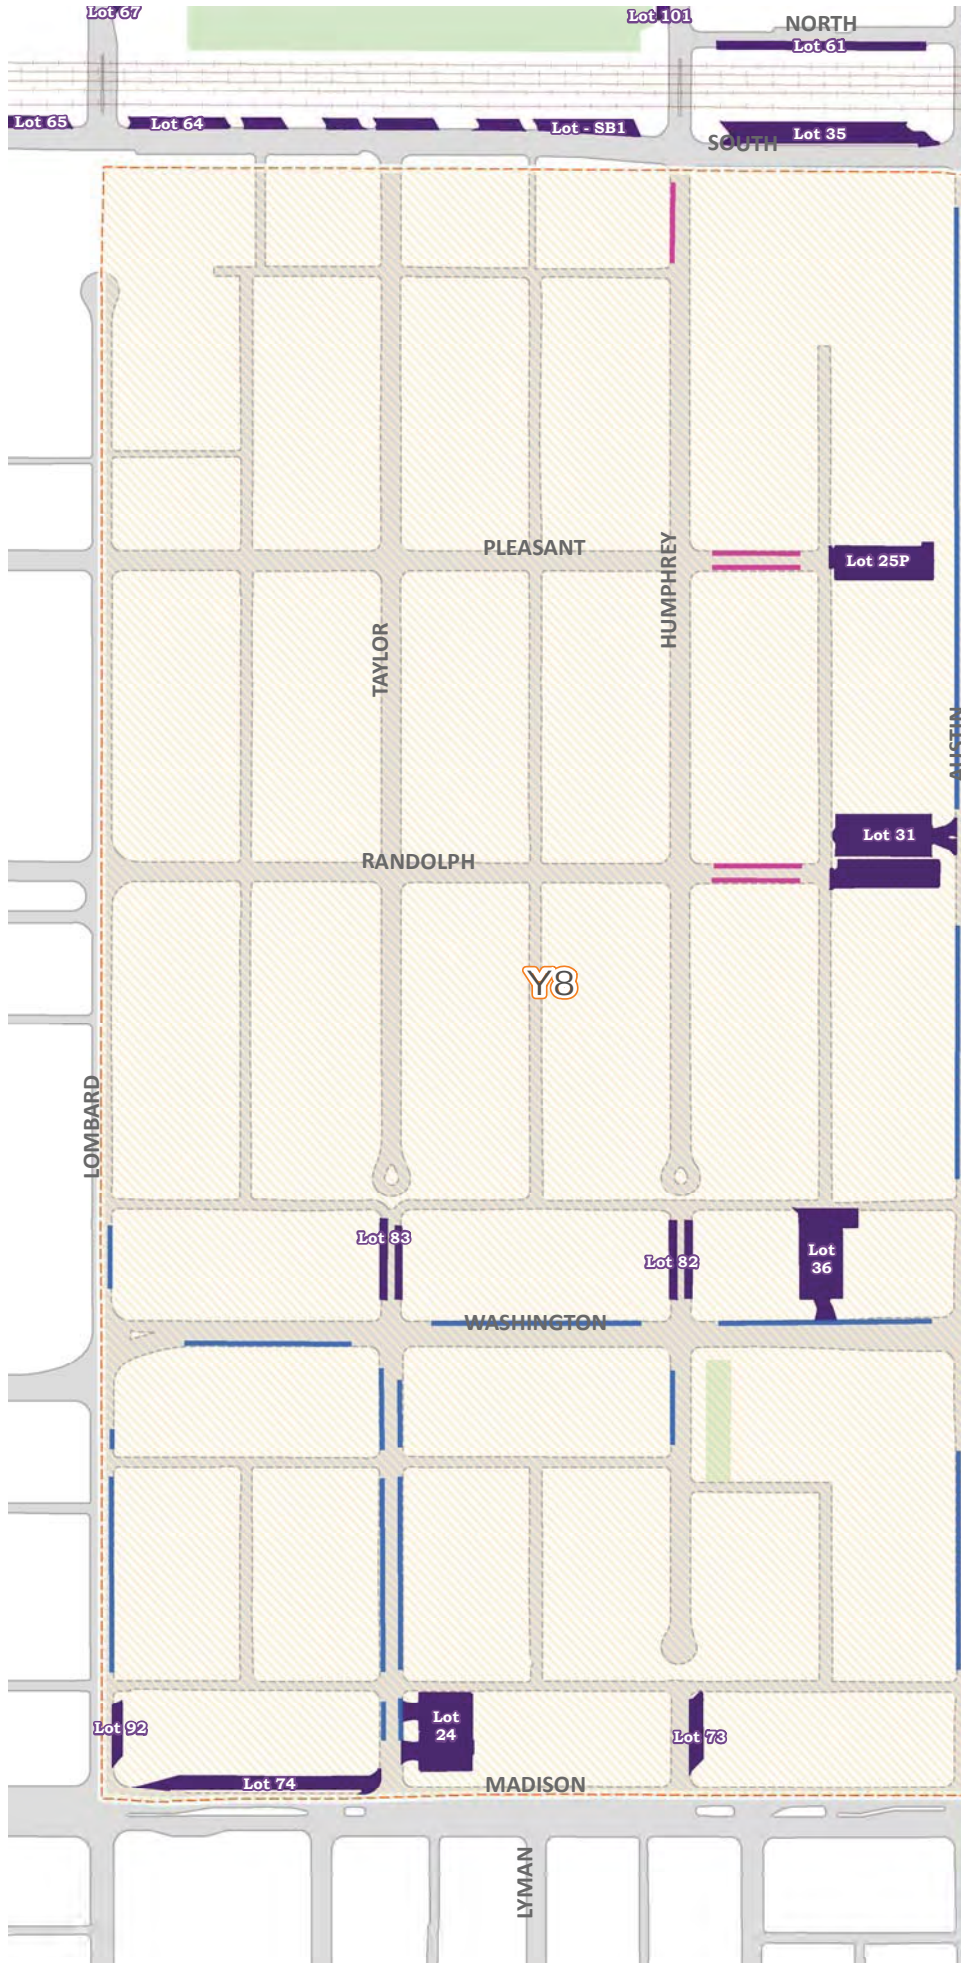 Lot 67
Lot 101
NORTH
Lot 61
Lot 65
Lot 64
Lot - SB1
Lot 35
SOUTH
PLEASANT
HUMPHREY
Lot 25P
TAYLOR
AUSTIN
Lot 31
RANDOLPH
Y8
LOMBARD
Lot 83
Lot 82
Lot
36
WASHINGTON
Lot 92
Lot
24
Lot 73
Lot 74
MADISON
LYMAN